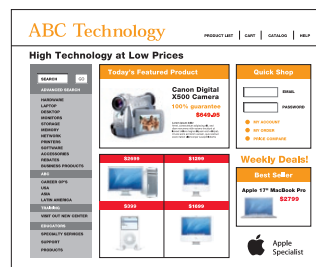 ABC Technology
PRODUCT LIST | CART | CATALOG | HELP
High Technology at Low Prices
SEARCH GO
ADVANCED SEARCH
HARDWARE
LAPTOP
DESKTOP
MONITORS
STORAGE
MEMORY
NETWORK
PRINTERS
SOFTWARE
ACCESSORIES
REBATES
BUSINESS PRODUCTS
ABC
CAREER OP'S
USA
ASIA
LATIN AMERICA
TRAINING
VISIT OUT NEW CENTER
EDUCATORS
SPECIALTY SERVICES
SUPPORT
PRODUCTS
Today's Featured Product
Canon Digital
X500 Camera
100% guarantee
$649.95
$2699
$1299
$399
$1699
Quick Shop
EMAIL
PASSWORD
MY ACCOUNT
MY ORDER
PRICE COMPARE
Weekly Deals!
Best Seller
Apple 17" MacBook Pro
$2799
Apple
Specialist